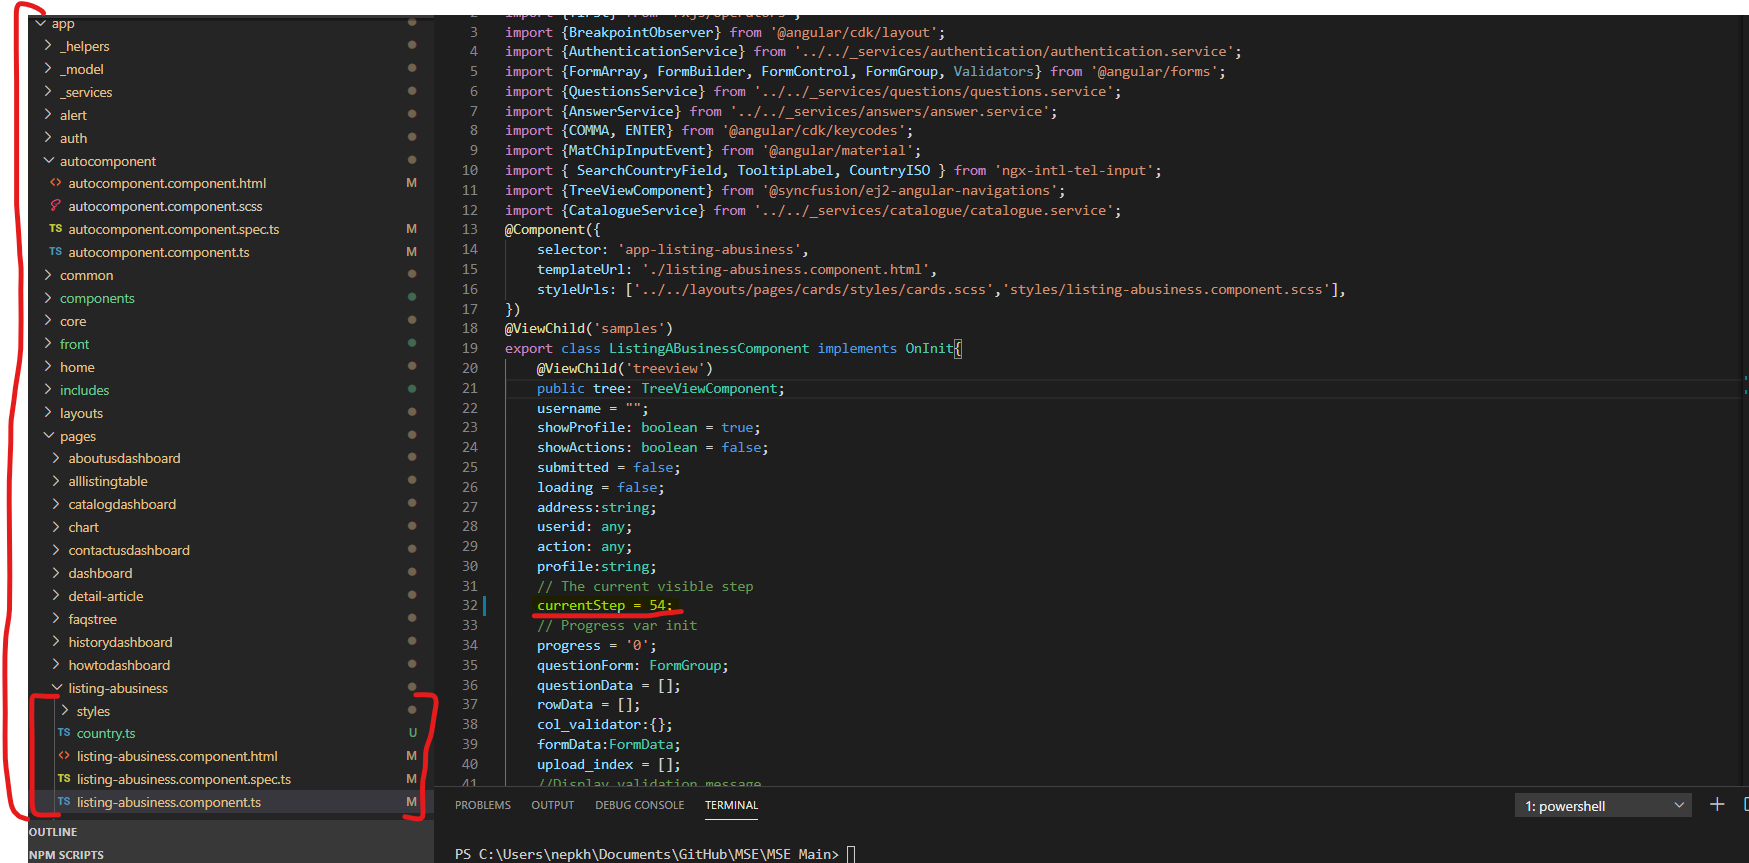 app
_helpers
_model
_services
alert
auth
autocomponent
autocomponent.component.html M
autocomponent.component.scss
TS autocomponent.component.spec.ts M
TS autocomponent.component.ts M
common
components
core
front
home
includes
layouts
pages
aboutusdashboard
alllistingtable
catalogdashboard
chart
contactusdashboard
dashboard
detail-article
faqstree
historydashboard
howtodashboard
listing-abusiness
styles
TS country.ts U
listing-abusiness.component.html M
TS listing-abusiness.component.spec.ts M
TS listing-abusiness.component.ts M
OUTLINE
NPM SCRIPTS
3 import {BreakpointObserver} from '@angular/cdk/layout';
4 import {AuthenticationService} from '../../_services/authentication/authentication.service';
5 import {FormArray, FormBuilder, FormControl, FormGroup, Validators} from '@angular/forms';
6 import {QuestionsService} from '../../_services/questions/questions.service';
7 import {AnswerService} from '../../_services/answers/answer.service';
8 import {COMMA, ENTER} from '@angular/cdk/keycodes';
9 import {MatChipInputEvent} from '@angular/material';
10 import { SearchCountryField, TooltipLabel, CountryISO } from 'ngx-intl-tel-input';
11 import {TreeViewComponent} from '@syncfusion/ej2-angular-navigations';
12 import {CatalogueService} from '../../_services/catalogue/catalogue.service';
13 @Component({
14 selector: 'app-listing-abusiness',
15 templateUrl: './listing-abusiness.component.html',
16 styleUrls: ['../../layouts/pages/cards/styles/cards.scss','styles/listing-abusiness.component.scss'],
17 })
18 @ViewChild('samples')
19 export class ListingABusinessComponent implements OnInit{
20 @ViewChild('treeview')
21 public tree: TreeViewComponent;
22 username = "";
23 showProfile: boolean = true;
24 showActions: boolean = false;
25 submitted = false;
26 loading = false;
27 address:string;
28 userid: any;
29 action: any;
30 profile:string;
31 // The current visible step
32 currentStep = 54;
33 // Progress var init
34 progress = '0';
35 questionForm: FormGroup;
36 questionData = [];
37 rowData = [];
38 col_validator:{};
39 formData:FormData;
40 upload_index = [];
41 //Display validation message
PROBLEMS OUTPUT DEBUG CONSOLE TERMINAL 1: powershell
PS C:\Users\nepkh\Documents\GitHub\MSE\MSE Main>